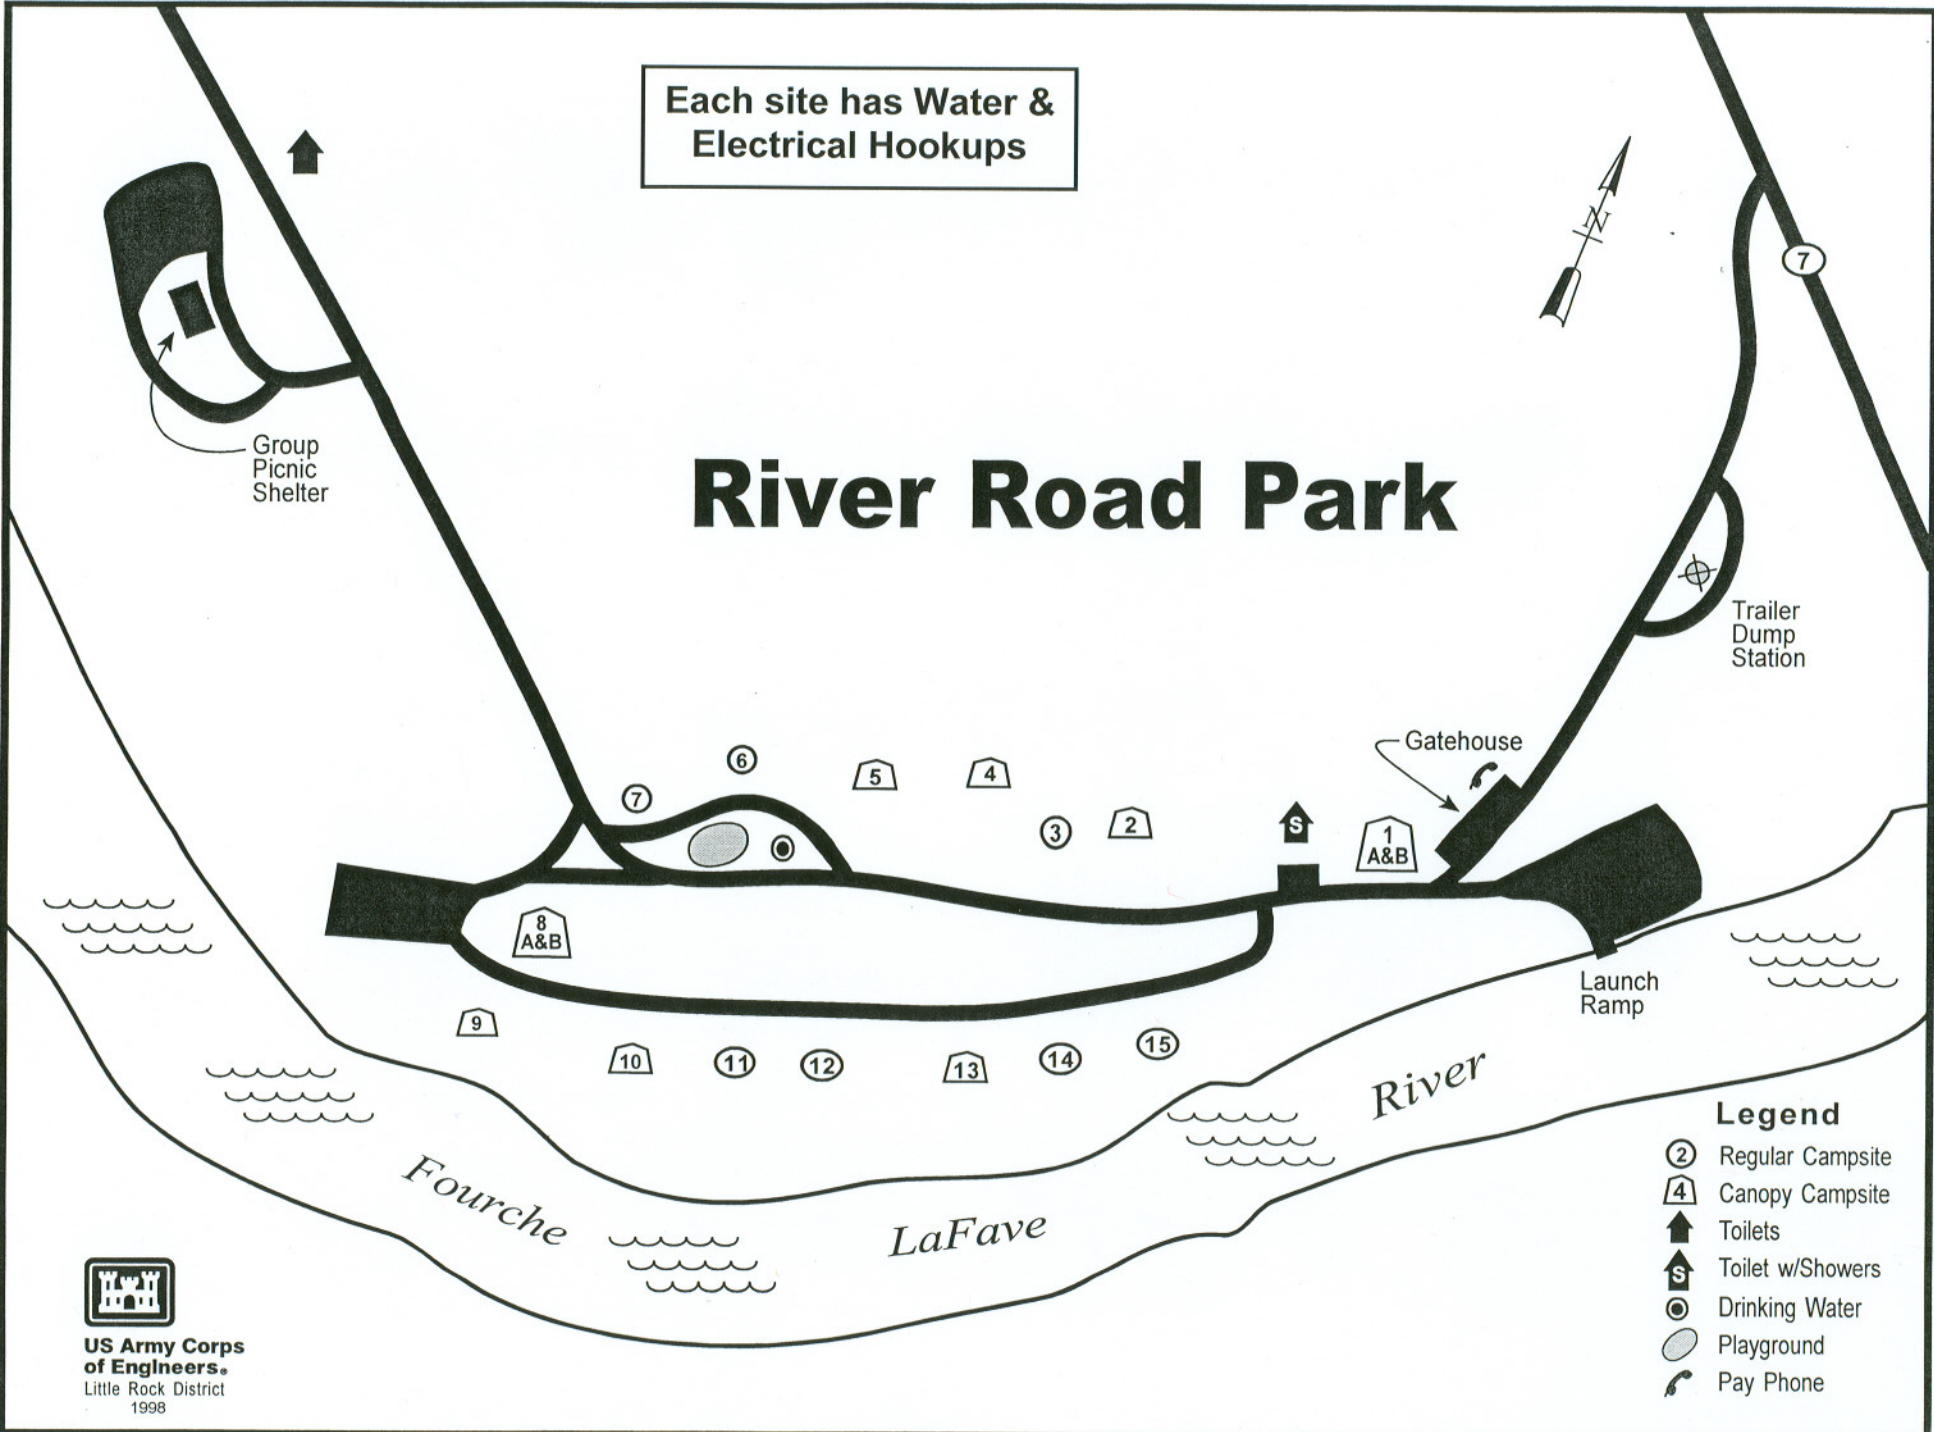 Each site has Water &
Electrical Hookups
N
7
River Road Park
Group
Picnic
Shelter
Trailer
Dump
Station
Gatehouse
6
5
4
7
3
2
S
1
A&B
8
A&B
Launch
Ramp
9
10
11
12
13
14
15
Fourche
LaFave
River
Legend
2 Regular Campsite
4 Canopy Campsite
Toilets
S Toilet w/Showers
Drinking Water
Playground
Pay Phone
US Army Corps
of Engineers®
Little Rock District
1998